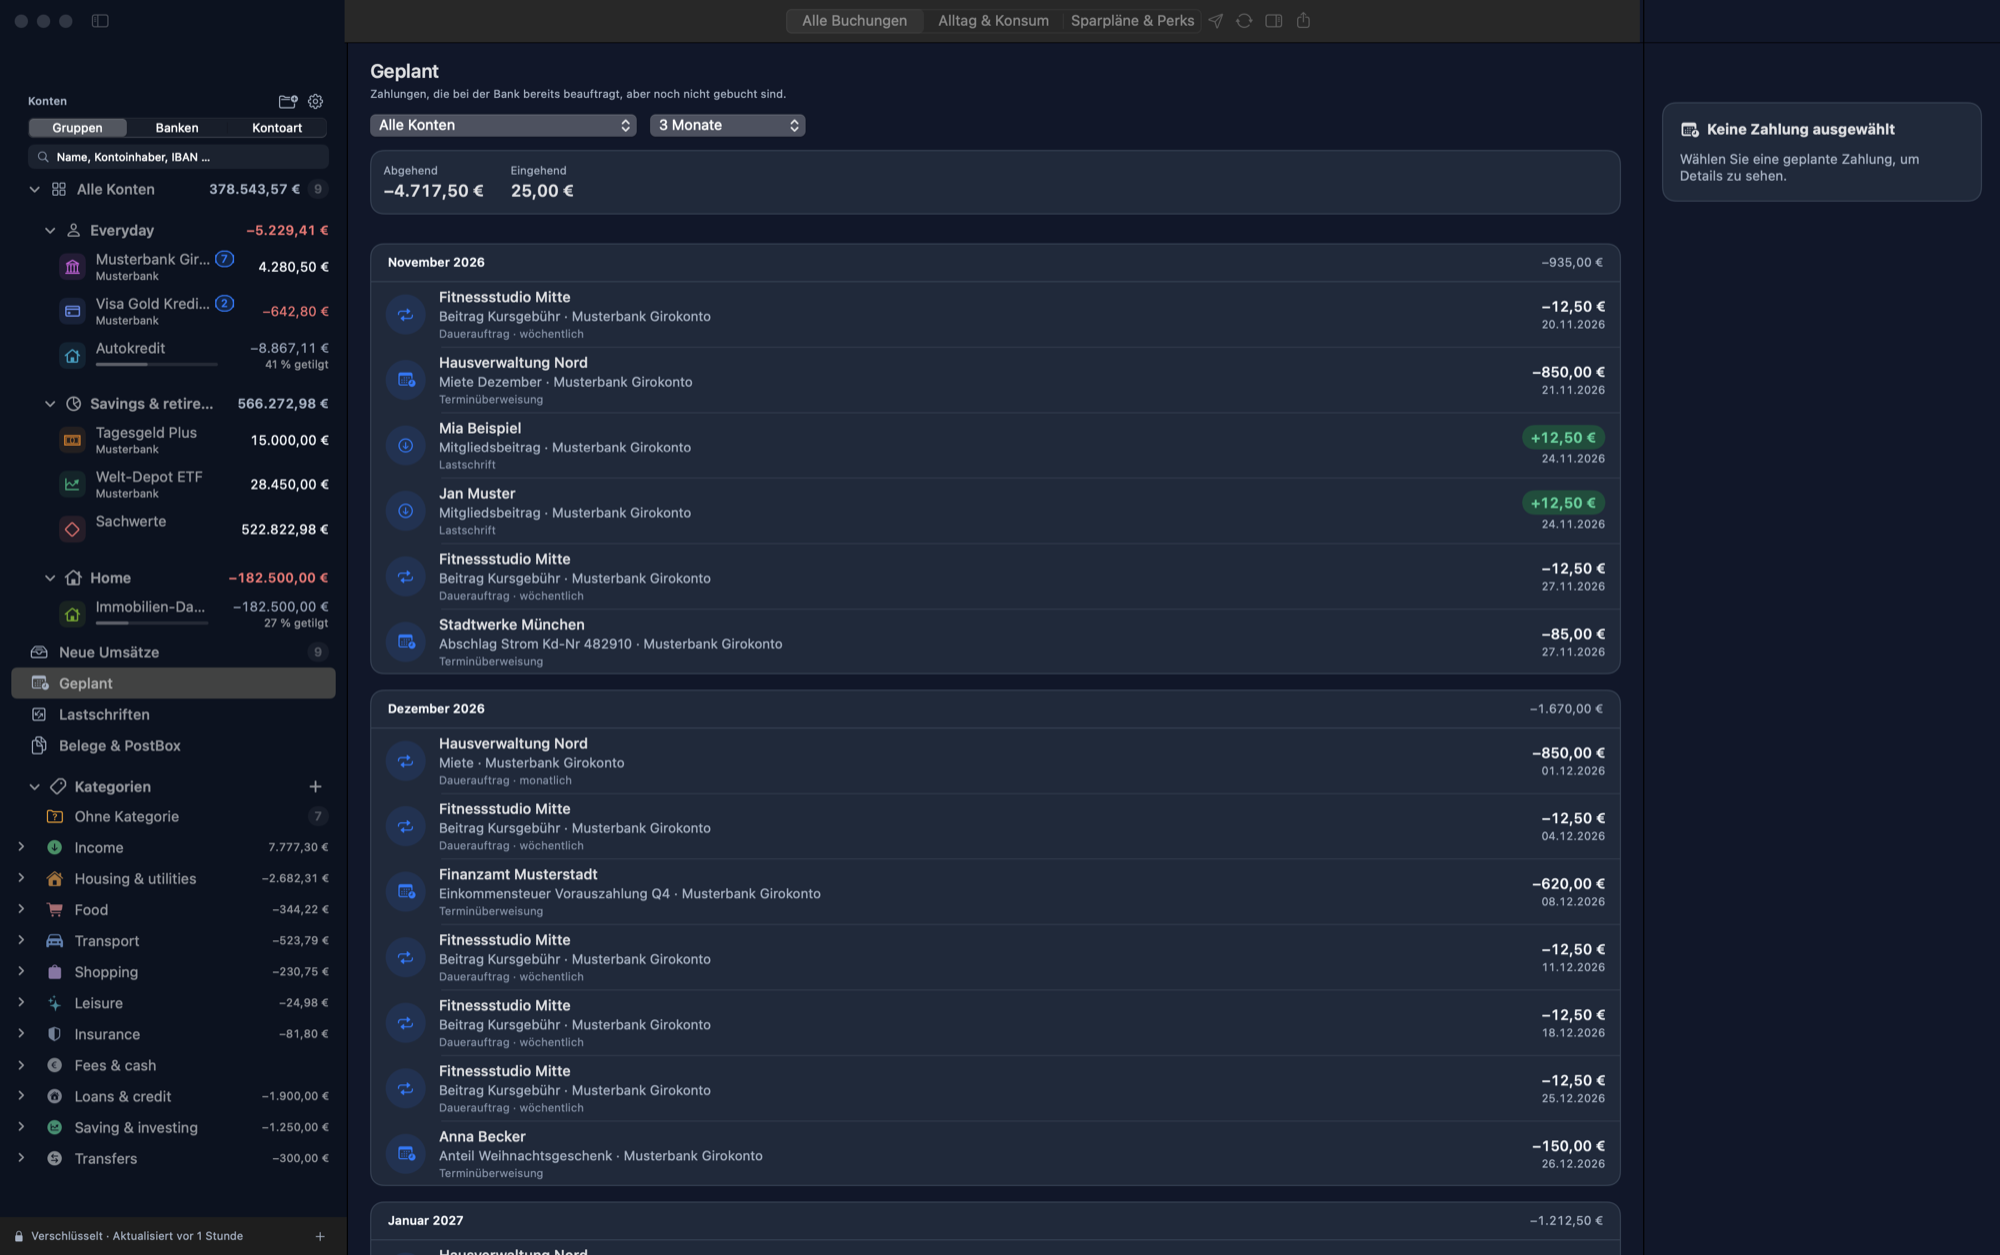 Alle Buchungen
Alltag & Konsum
Sparpläne & Perks
Konten
Gruppen
Banken
Kontoart
Name, Kontoinhaber, IBAN ...
Alle Konten 378.543,57 € 9
Everyday −5.229,41 €
Musterbank Gir... 7
Musterbank
4.280,50 €
Visa Gold Kredi... 2
Musterbank
−642,80 €
Autokredit −8.867,11 €
41 % getilgt
Savings & retire... 566.272,98 €
Tagesgeld Plus
Musterbank
15.000,00 €
Welt-Depot ETF
Musterbank
28.450,00 €
Sachwerte
522.822,98 €
Home −182.500,00 €
Immobilien-Da... −182.500,00 €
27 % getilgt
Neue Umsätze 9
Geplant
Lastschriften
Belege & PostBox
Kategorien
Ohne Kategorie 7
Income 7.777,30 €
Housing & utilities −2.682,31 €
Food −344,22 €
Transport −523,79 €
Shopping −230,75 €
Leisure −24,98 €
Insurance −81,80 €
Fees & cash
Loans & credit −1.900,00 €
Saving & investing −1.250,00 €
Transfers −300,00 €
Verschlüsselt · Aktualisiert vor 1 Stunde
Geplant
Zahlungen, die bei der Bank bereits beauftragt, aber noch nicht gebucht sind.
Alle Konten
3 Monate
Abgehend
−4.717,50 €
Eingehend
25,00 €
November 2026 −935,00 €
Fitnessstudio Mitte
Beitrag Kursgebühr · Musterbank Girokonto
Dauerauftrag · wöchentlich
−12,50 €
20.11.2026
Hausverwaltung Nord
Miete Dezember · Musterbank Girokonto
Terminüberweisung
−850,00 €
21.11.2026
Mia Beispiel
Mitgliedsbeitrag · Musterbank Girokonto
Lastschrift
+12,50 €
24.11.2026
Jan Muster
Mitgliedsbeitrag · Musterbank Girokonto
Lastschrift
+12,50 €
24.11.2026
Fitnessstudio Mitte
Beitrag Kursgebühr · Musterbank Girokonto
Dauerauftrag · wöchentlich
−12,50 €
27.11.2026
Stadtwerke München
Abschlag Strom Kd-Nr 482910 · Musterbank Girokonto
Terminüberweisung
−85,00 €
27.11.2026
Dezember 2026 −1.670,00 €
Hausverwaltung Nord
Miete · Musterbank Girokonto
Dauerauftrag · monatlich
−850,00 €
01.12.2026
Fitnessstudio Mitte
Beitrag Kursgebühr · Musterbank Girokonto
Dauerauftrag · wöchentlich
−12,50 €
04.12.2026
Finanzamt Musterstadt
Einkommensteuer Vorauszahlung Q4 · Musterbank Girokonto
Terminüberweisung
−620,00 €
08.12.2026
Fitnessstudio Mitte
Beitrag Kursgebühr · Musterbank Girokonto
Dauerauftrag · wöchentlich
−12,50 €
11.12.2026
Fitnessstudio Mitte
Beitrag Kursgebühr · Musterbank Girokonto
Dauerauftrag · wöchentlich
−12,50 €
18.12.2026
Fitnessstudio Mitte
Beitrag Kursgebühr · Musterbank Girokonto
Dauerauftrag · wöchentlich
−12,50 €
25.12.2026
Anna Becker
Anteil Weihnachtsgeschenk · Musterbank Girokonto
Terminüberweisung
−150,00 €
26.12.2026
Januar 2027 −1.212,50 €
Hausverwaltung Nord
Keine Zahlung ausgewählt
Wählen Sie eine geplante Zahlung, um
Details zu sehen.